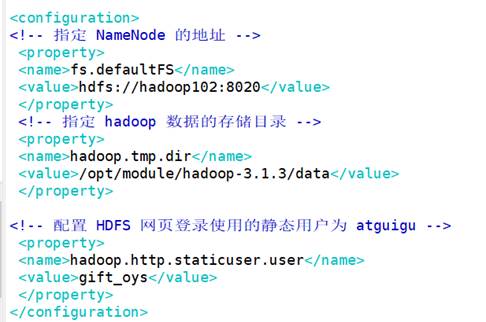 <configuration>
<!-- 指定 NameNode 的地址 -->
<property>
<name>fs.defaultFS</name>
<value>hdfs://hadoop102:8020</value>
</property>
<!-- 指定 hadoop 数据的存储目录 -->
<property>
<name>hadoop.tmp.dir</name>
<value>/opt/module/hadoop-3.1.3/data</value>
</property>
<!-- 配置 HDFS 网页登录使用的静态用户为 atguigu -->
<property>
<name>hadoop.http.staticuser.user</name>
<value>gift_oys</value>
</property>
</configuration>